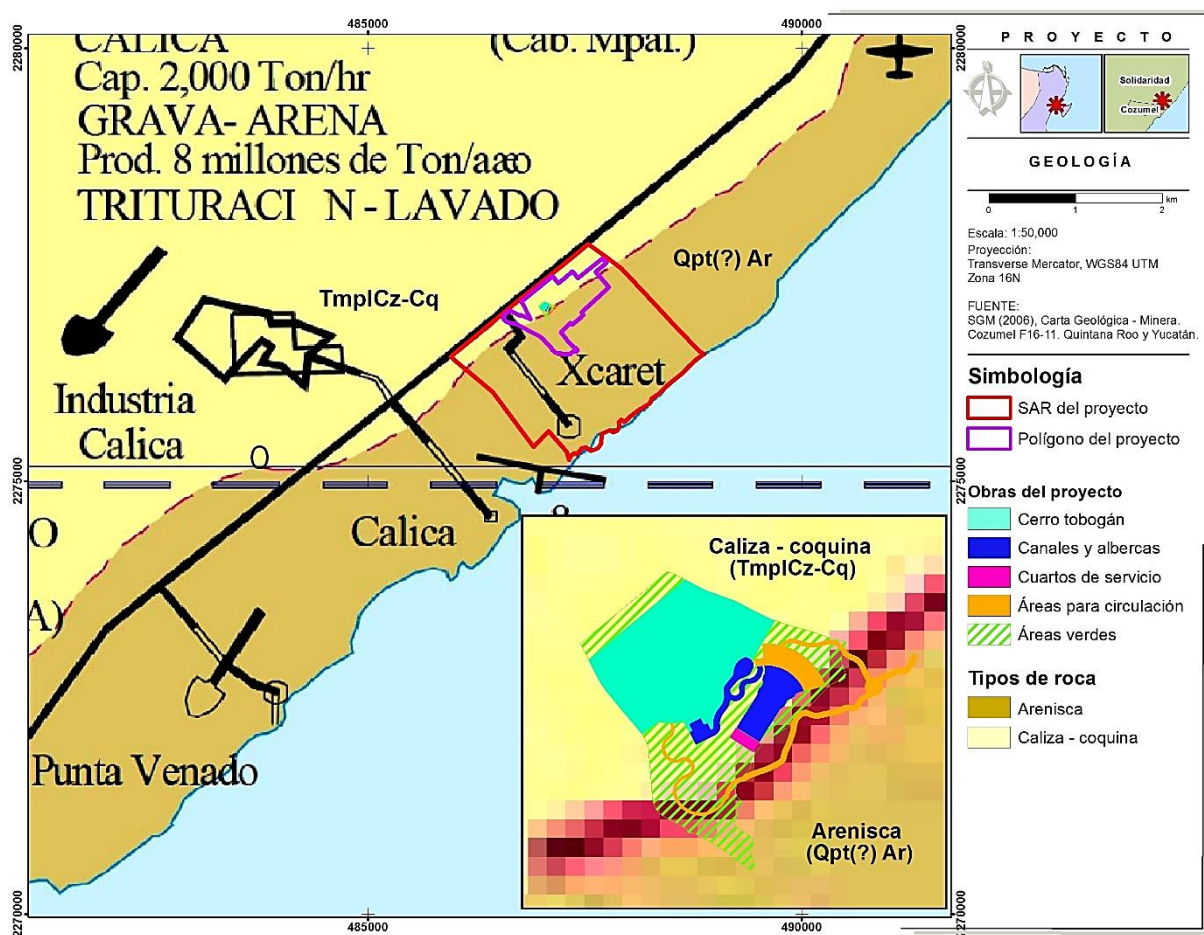 485000
490000
2280000
2280000
CALICA
(Cab. Mpal.)
Cap. 2,000 Ton/hr
GRAVA- ARENA
Prod. 8 millones de Ton/aæo
TRITURACI N - LAVADO
Qpt(?) Ar
TmplCz-Cq
Xcaret
Industria
Calica
O
2275000
2275000
O
Calica
A)
Punta Venado
Caliza - coquina
(TmplCz-Cq)
Arenisca
(Qpt(?) Ar)
2270000
2270000
485000
490000
PROYECTO
Solidaridad
Cozumel
GEOLOGÍA
km
0 1 2
Escala: 1:50,000
Proyección:
Transverse Mercator, WGS84 UTM
Zona 16N
FUENTE:
SGM (2006), Carta Geológica - Minera.
Cozumel F16-11. Quintana Roo y Yucatán.
Simbología
SAR del proyecto
Polígono del proyecto
Obras del proyecto
Cerro tobogán
Canales y albercas
Cuartos de servicio
Áreas para circulación
Áreas verdes
Tipos de roca
Arenisca
Caliza - coquina